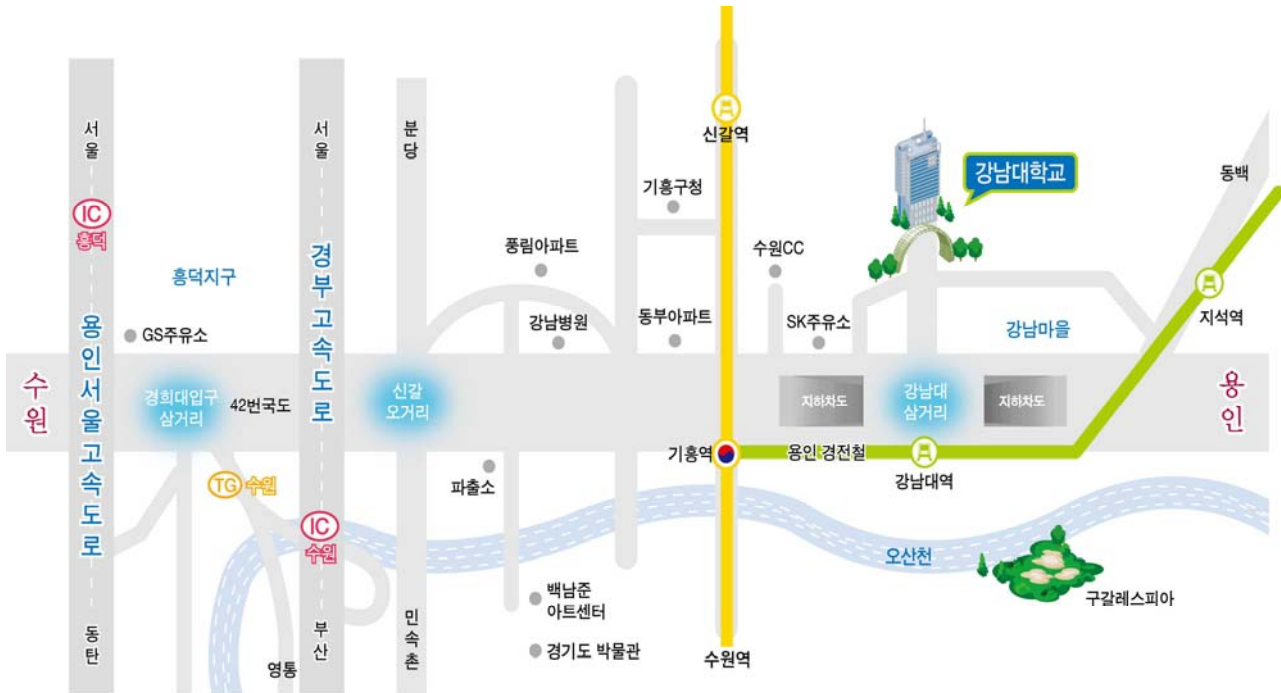 서울
서울
분당
신갈역
강남대학교
동백
기흥구청
IC
흥덕
풍림아파트
수원CC
흥덕지구
경부고속도로
지석역
GS주유소
강남병원
동부아파트
SK주유소
강남마을
용인서울고속도로
수원
경희대입구
삼거리
42번국도
신갈
오거리
지하차도
강남대
삼거리
지하차도
용인
기흥역
용인 경전철
강남대역
TG 수원
파출소
IC
수원
오산천
백남준
아트센터
구갈레스피아
동탄
영통
부산
민속촌
경기도 박물관
수원역